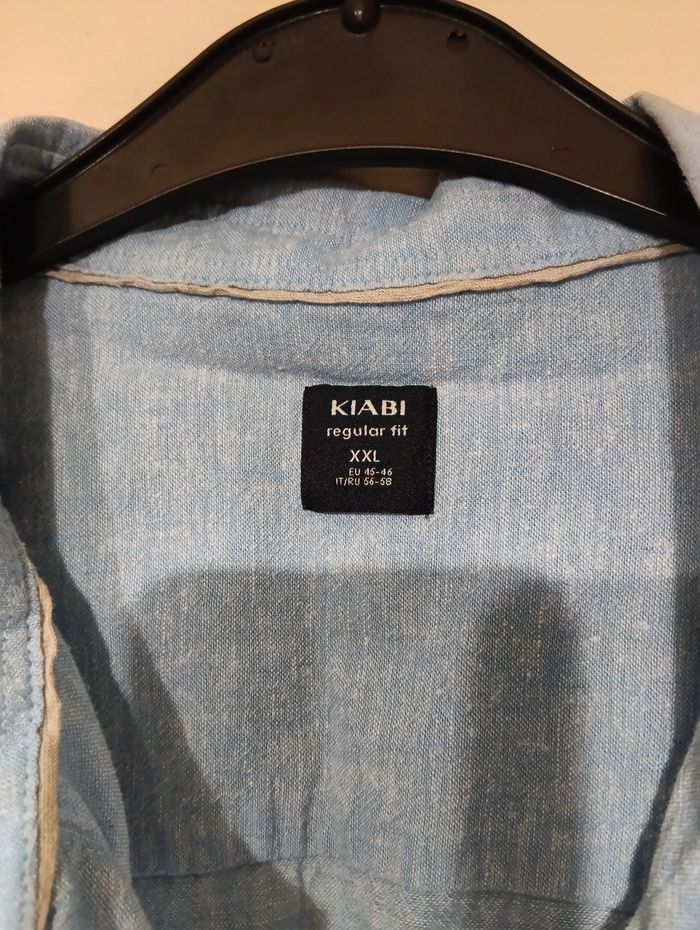 KIABI
regular fit
XXL
EU 45-46
IT/RU 56-58